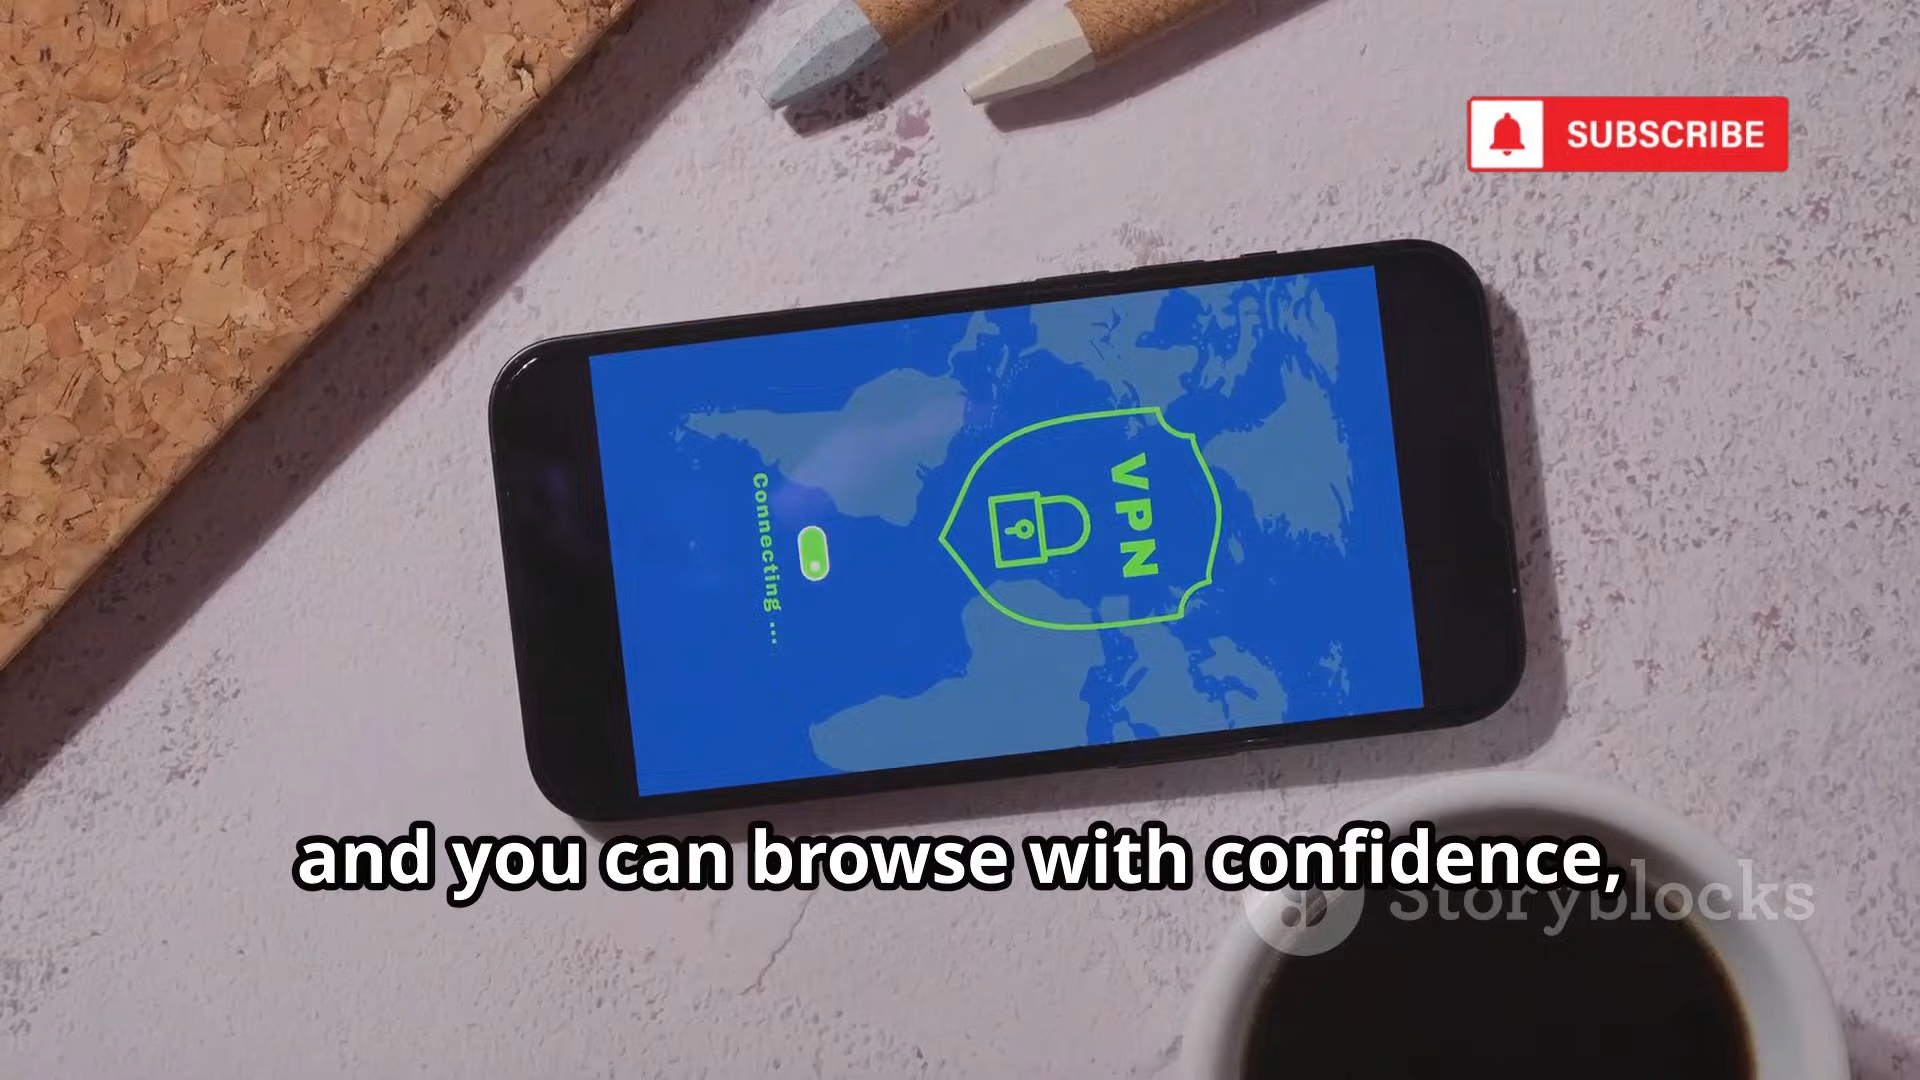 SUBSCRIBE
VPN
Connecting ...
and you can browse with confidence,
Storyblocks